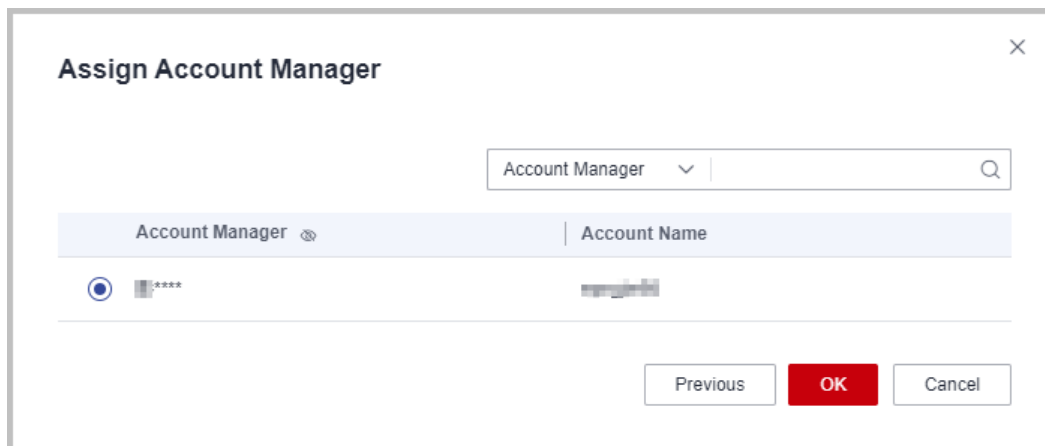 Assign Account Manager
Account Manager
Account Manager Account Name
****
Previous OK Cancel